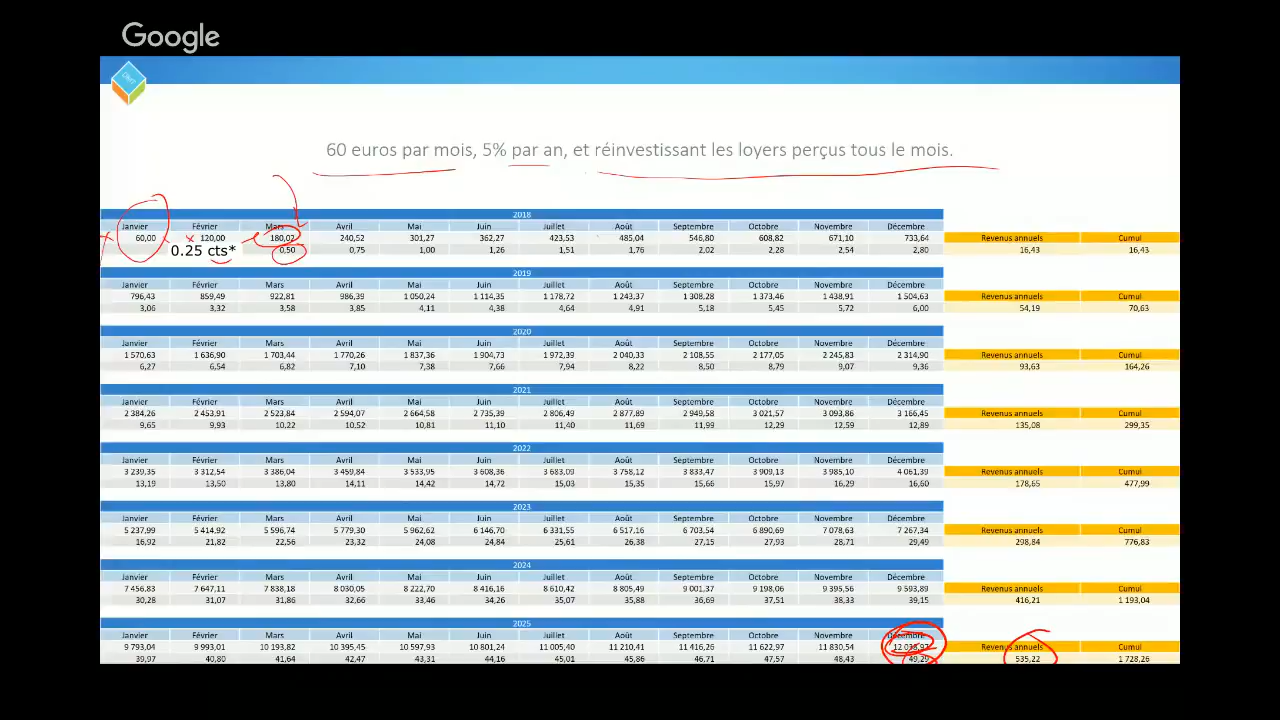 Google
60 euros par mois, 5% par an, et réinvestissant les loyers perçus tous le mois.
2018
Janvier Février Mars Avril Mai Juin Juillet Août Septembre Octobre Novembre Décembre
60,00 120,00 180,02 240,52 301,27 362,27 423,53 485,04 546,80 608,82 671,10 733,64 Revenus annuels Cumul
0.25 cts* 0,50 0,75 1,00 1,26 1,51 1,76 2,02 2,28 2,54 2,80 16,43 16,43
2019
Janvier Février Mars Avril Mai Juin Juillet Août Septembre Octobre Novembre Décembre
796,43 859,49 922,81 986,39 1 050,24 1 114,35 1 178,72 1 243,37 1 308,28 1 373,46 1 438,91 1 504,63 Revenus annuels Cumul
3,06 3,32 3,58 3,85 4,11 4,38 4,64 4,91 5,18 5,45 5,72 6,00 54,19 70,63
2020
Janvier Février Mars Avril Mai Juin Juillet Août Septembre Octobre Novembre Décembre
1 570,63 1 636,90 1 703,44 1 770,26 1 837,36 1 904,73 1 972,39 2 040,33 2 108,55 2 177,05 2 245,83 2 314,90 Revenus annuels Cumul
6,27 6,54 6,82 7,10 7,38 7,66 7,94 8,22 8,50 8,79 9,07 9,36 93,63 164,26
2021
Janvier Février Mars Avril Mai Juin Juillet Août Septembre Octobre Novembre Décembre
2 384,26 2 453,91 2 523,84 2 594,07 2 664,58 2 735,39 2 806,49 2 877,89 2 949,58 3 021,57 3 093,86 3 166,45 Revenus annuels Cumul
9,65 9,93 10,22 10,52 10,81 11,10 11,40 11,69 11,99 12,29 12,59 12,89 135,08 299,35
2022
Janvier Février Mars Avril Mai Juin Juillet Août Septembre Octobre Novembre Décembre
3 239,35 3 312,54 3 386,04 3 459,84 3 533,95 3 608,36 3 683,09 3 758,12 3 833,47 3 909,13 3 985,10 4 061,39 Revenus annuels Cumul
13,19 13,50 13,80 14,11 14,42 14,72 15,03 15,35 15,66 15,97 16,29 16,60 178,65 477,99
2023
Janvier Février Mars Avril Mai Juin Juillet Août Septembre Octobre Novembre Décembre
5 237,99 5 414,92 5 596,74 5 779,30 5 962,62 6 146,70 6 331,55 6 517,16 6 703,54 6 890,69 7 078,63 7 267,34 Revenus annuels Cumul
16,92 21,82 22,56 23,32 24,08 24,84 25,61 26,38 27,15 27,93 28,71 29,49 298,84 776,83
2024
Janvier Février Mars Avril Mai Juin Juillet Août Septembre Octobre Novembre Décembre
7 456,83 7 647,11 7 838,18 8 030,05 8 222,70 8 416,16 8 610,42 8 805,49 9 001,37 9 198,06 9 395,56 9 593,89 Revenus annuels Cumul
30,28 31,07 31,86 32,66 33,46 34,26 35,07 35,88 36,69 37,51 38,33 39,15 416,21 1 193,04
2025
Janvier Février Mars Avril Mai Juin Juillet Août Septembre Octobre Novembre Décembre
9 793,04 9 993,01 10 193,82 10 395,45 10 597,93 10 801,24 11 005,40 11 210,41 11 416,26 11 622,97 11 830,54 Revenus annuels Cumul
39,97 40,80 41,64 42,47 43,31 44,16 45,01 45,86 46,71 47,57 48,43 49,29 535,22 1 728,26